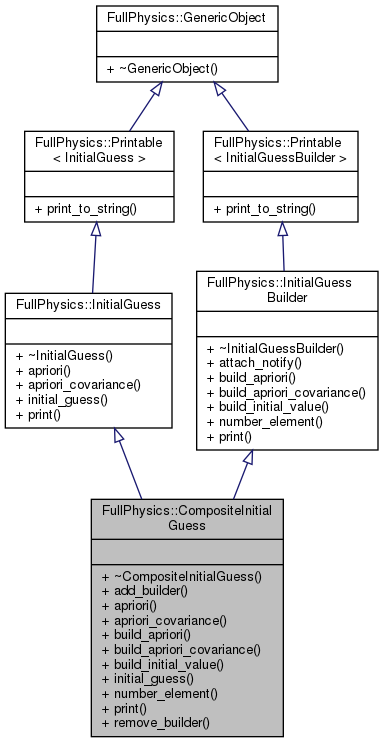 FullPhysics::GenericObject
+ ~GenericObject()
FullPhysics::Printable
< InitialGuess >
+ print_to_string()
FullPhysics::Printable
< InitialGuessBuilder >
+ print_to_string()
FullPhysics::InitialGuess
+ ~InitialGuess()
+ apriori()
+ apriori_covariance()
+ initial_guess()
+ print()
FullPhysics::InitialGuess
Builder
+ ~InitialGuessBuilder()
+ attach_notify()
+ build_apriori()
+ build_apriori_covariance()
+ build_initial_value()
+ number_element()
+ print()
FullPhysics::CompositeInitial
Guess
+ ~CompositeInitialGuess()
+ add_builder()
+ apriori()
+ apriori_covariance()
+ build_apriori()
+ build_apriori_covariance()
+ build_initial_value()
+ initial_guess()
+ number_element()
+ print()
+ remove_builder()